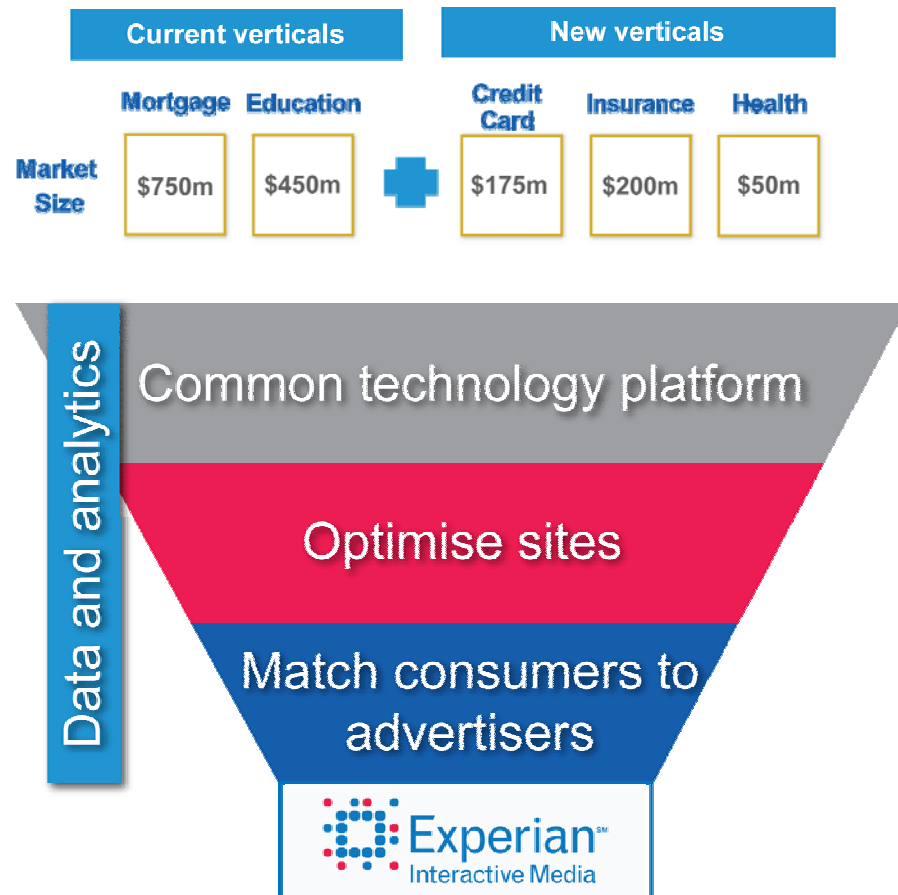 Current verticals
New verticals
Mortgage
Education
Credit
Card
Insurance
Health
Market
Size
$750m
$450m
$175m
$200m
$50m
Data and analytics
Common technology platform
Optimise sites
Match consumers to
advertisers
Experian℠
Interactive Media